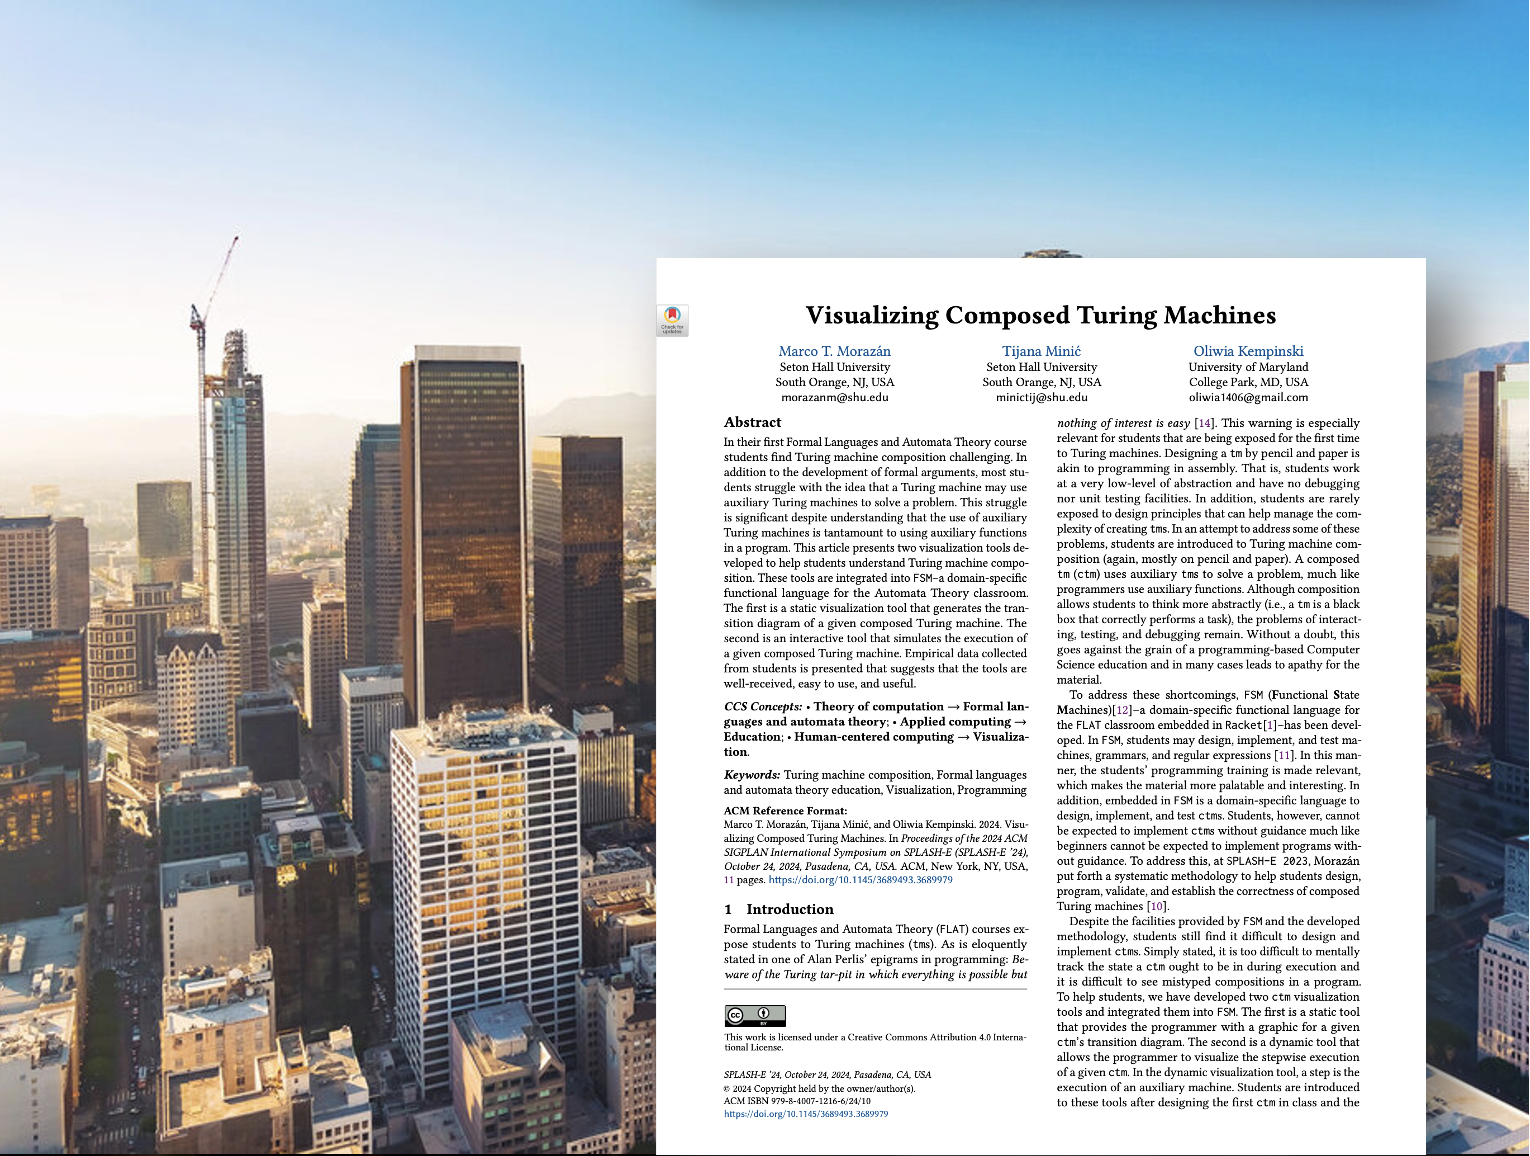 Check for
updates
Visualizing Composed Turing Machines
Marco T. Morazán
Seton Hall University
South Orange, NJ, USA
morazanm@shu.edu
Tijana Minić
Seton Hall University
South Orange, NJ, USA
minictij@shu.edu
Oliwia Kempinski
University of Maryland
College Park, MD, USA
oliwia1406@gmail.com
Abstract
In their first Formal Languages and Automata Theory course
students find Turing machine composition challenging. In
addition to the development of formal arguments, most stu-
dents struggle with the idea that a Turing machine may use
auxiliary Turing machines to solve a problem. This struggle
is significant despite understanding that the use of auxiliary
Turing machines is tantamount to using auxiliary functions
in a program. This article presents two visualization tools de-
veloped to help students understand Turing machine compo-
sition. These tools are integrated into FSM–a domain-specific
functional language for the Automata Theory classroom.
The first is a static visualization tool that generates the tran-
sition diagram of a given composed Turing machine. The
second is an interactive tool that simulates the execution of
a given composed Turing machine. Empirical data collected
from students is presented that suggests that the tools are
well-received, easy to use, and useful.
CCS Concepts: • Theory of computation → Formal lan-
guages and automata theory; • Applied computing →
Education; • Human-centered computing → Visualiza-
tion.
Keywords: Turing machine composition, Formal languages
and automata theory education, Visualization, Programming
ACM Reference Format:
Marco T. Morazán, Tijana Minić, and Oliwia Kempinski. 2024. Visu-
alizing Composed Turing Machines. In Proceedings of the 2024 ACM
SIGPLAN International Symposium on SPLASH-E (SPLASH-E '24),
October 24, 2024, Pasadena, CA, USA. ACM, New York, NY, USA,
11 pages. https://doi.org/10.1145/3689493.3689979
1 Introduction
Formal Languages and Automata Theory (FLAT) courses ex-
pose students to Turing machines (tms). As is eloquently
stated in one of Alan Perlis' epigrams in programming: Be-
ware of the Turing tar-pit in which everything is possible but
cc BY
This work is licensed under a Creative Commons Attribution 4.0 Interna-
tional License.
SPLASH-E '24, October 24, 2024, Pasadena, CA, USA
© 2024 Copyright held by the owner/author(s).
ACM ISBN 979-8-4007-1216-6/24/10
https://doi.org/10.1145/3689493.3689979
nothing of interest is easy [14]. This warning is especially
relevant for students that are being exposed for the first time
to Turing machines. Designing a tm by pencil and paper is
akin to programming in assembly. That is, students work
at a very low-level of abstraction and have no debugging
nor unit testing facilities. In addition, students are rarely
exposed to design principles that can help manage the com-
plexity of creating tms. In an attempt to address some of these
problems, students are introduced to Turing machine com-
position (again, mostly on pencil and paper). A composed
tm (ctm) uses auxiliary tms to solve a problem, much like
programmers use auxiliary functions. Although composition
allows students to think more abstractly (i.e., a tm is a black
box that correctly performs a task), the problems of interact-
ing, testing, and debugging remain. Without a doubt, this
goes against the grain of a programming-based Computer
Science education and in many cases leads to apathy for the
material.
To address these shortcomings, FSM (Functional State
Machines)[12]–a domain-specific functional language for
the FLAT classroom embedded in Racket[1]–has been devel-
oped. In FSM, students may design, implement, and test ma-
chines, grammars, and regular expressions [11]. In this man-
ner, the students' programming training is made relevant,
which makes the material more palatable and interesting. In
addition, embedded in FSM is a domain-specific language to
design, implement, and test ctms. Students, however, cannot
be expected to implement ctms without guidance much like
beginners cannot be expected to implement programs with-
out guidance. To address this, at SPLASH-E 2023, Morazán
put forth a systematic methodology to help students design,
program, validate, and establish the correctness of composed
Turing machines [10].
Despite the facilities provided by FSM and the developed
methodology, students still find it difficult to design and
implement ctms. Simply stated, it is too difficult to mentally
track the state a ctm ought to be in during execution and
it is difficult to see mistyped compositions in a program.
To help students, we have developed two ctm visualization
tools and integrated them into FSM. The first is a static tool
that provides the programmer with a graphic for a given
ctm's transition diagram. The second is a dynamic tool that
allows the programmer to visualize the stepwise execution
of a given ctm. In the dynamic visualization tool, a step is the
execution of an auxiliary machine. Students are introduced
to these tools after designing the first ctm in class and the